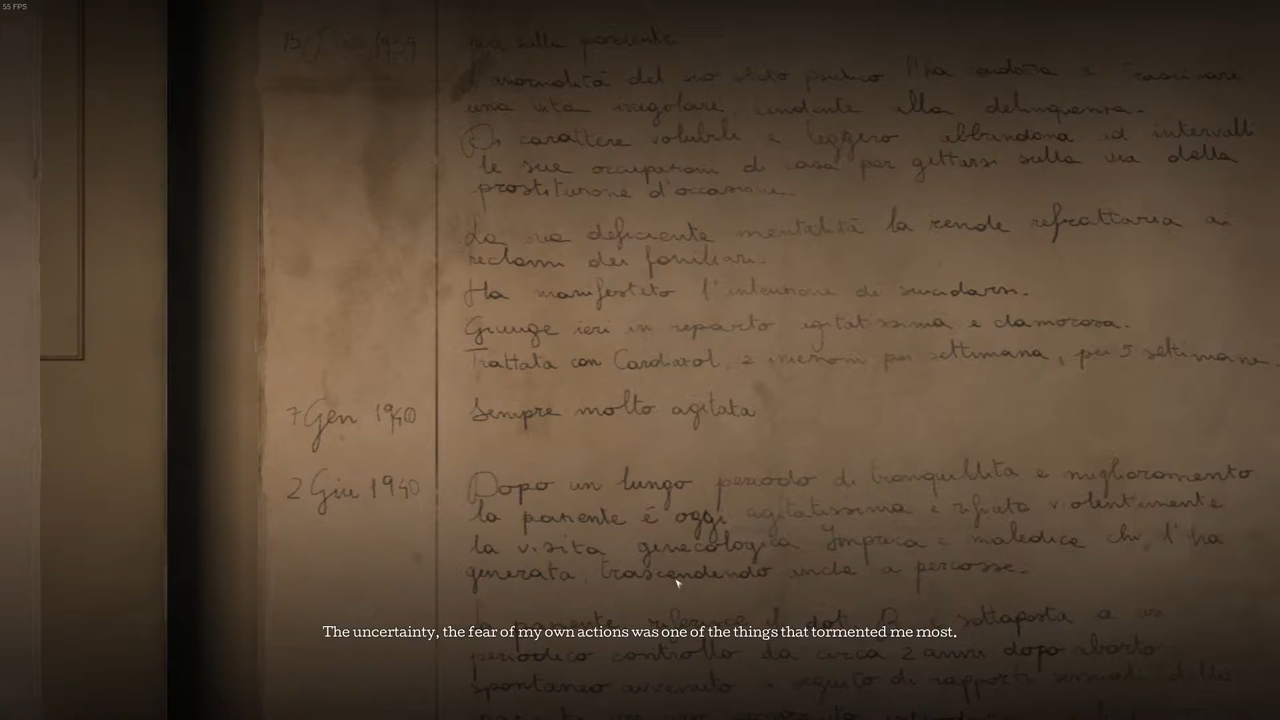 55 FPS
15 1939 sulla paziente
del suo stato psichico l'ha
una vita irregolare, tendente alla delinquenza.
Di carattere volubile e leggero abbandona ad intervalli
le sue occupazioni di casa per gettarsi sulla via della
prostituzione d'occasione.
La sua deficiente mentalità la rende refrattaria ai
reclami dei familiari.
Ha manifestato l'intenzione di suicidarsi.
Giunge ieri in reparto agitatissima e clamorosa.
Trattata con Cardiazol, 2 iniezioni per settimana, per 5 settimane.
7 Gen 1940 Sempre molto agitata
2 Giu 1940 Dopo un lungo periodo di tranquillità e miglioramento
la paziente é oggi agitatissima e rifiuta violentemente
la visita ginecologica Impreca e maledice chi l'ha
generata, trascendendo anche a percosse.
The uncertainty, the fear of my own actions was one of the things that tormented me most.
periodico controllo da circa 2 anni dopo aborto
spontaneo avvenuto a seguito di rapporti sessuali